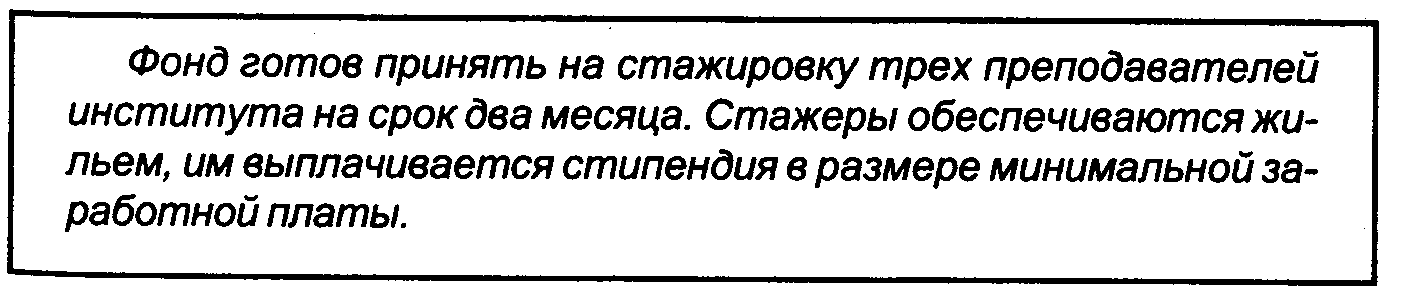 Фонд готов принять на стажировку трех преподавателей
института на срок два месяца. Стажеры обеспечиваются жи-
льем, им выплачивается стипендия в размере минимальной за-
работной платы.